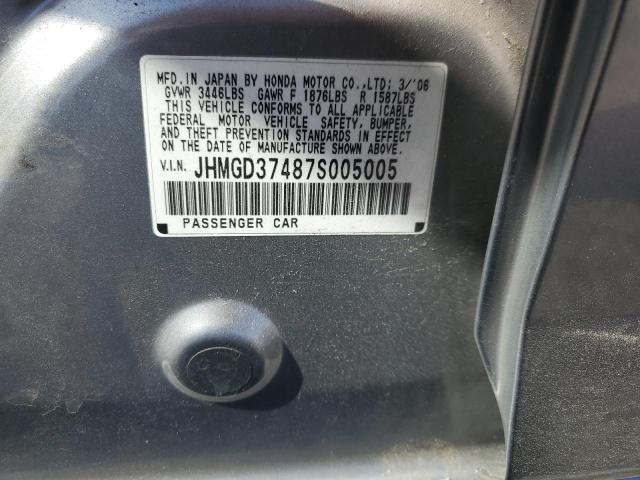 MFD.IN JAPAN BY HONDA MOTOR CO.,LTD; 3/'06
GVWR 3446LBS GAWR F 1876LBS R 1587LBS
THIS VEHICLE CONFORMS TO ALL APPLICABLE
FEDERAL MOTOR VEHICLE SAFETY, BUMPER,
AND THEFT PREVENTION STANDARDS IN EFFECT
ON THE DATE OF MANUFACTURE SHOWN ABOVE.
V.I.N. JHMGD37487S005005
PASSENGER CAR